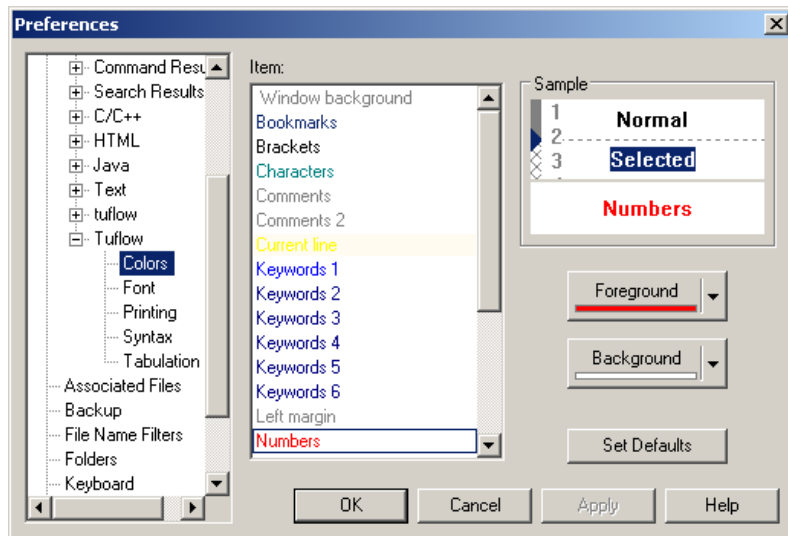 Preferences
Command Resu
Search Results
C/C++
HTML
Java
Text
tuflow
Tuflow
Colors
Font
Printing
Syntax
Tabulation
Associated Files
Backup
File Name Filters
Folders
Keyboard
Item:
Window background
Bookmarks
Brackets
Characters
Comments
Comments 2
Current line
Keywords 1
Keywords 2
Keywords 3
Keywords 4
Keywords 5
Keywords 6
Left margin
Numbers
Sample
1 Normal
2
3 Selected
Numbers
Foreground
Background
Set Defaults
OK Cancel Apply Help